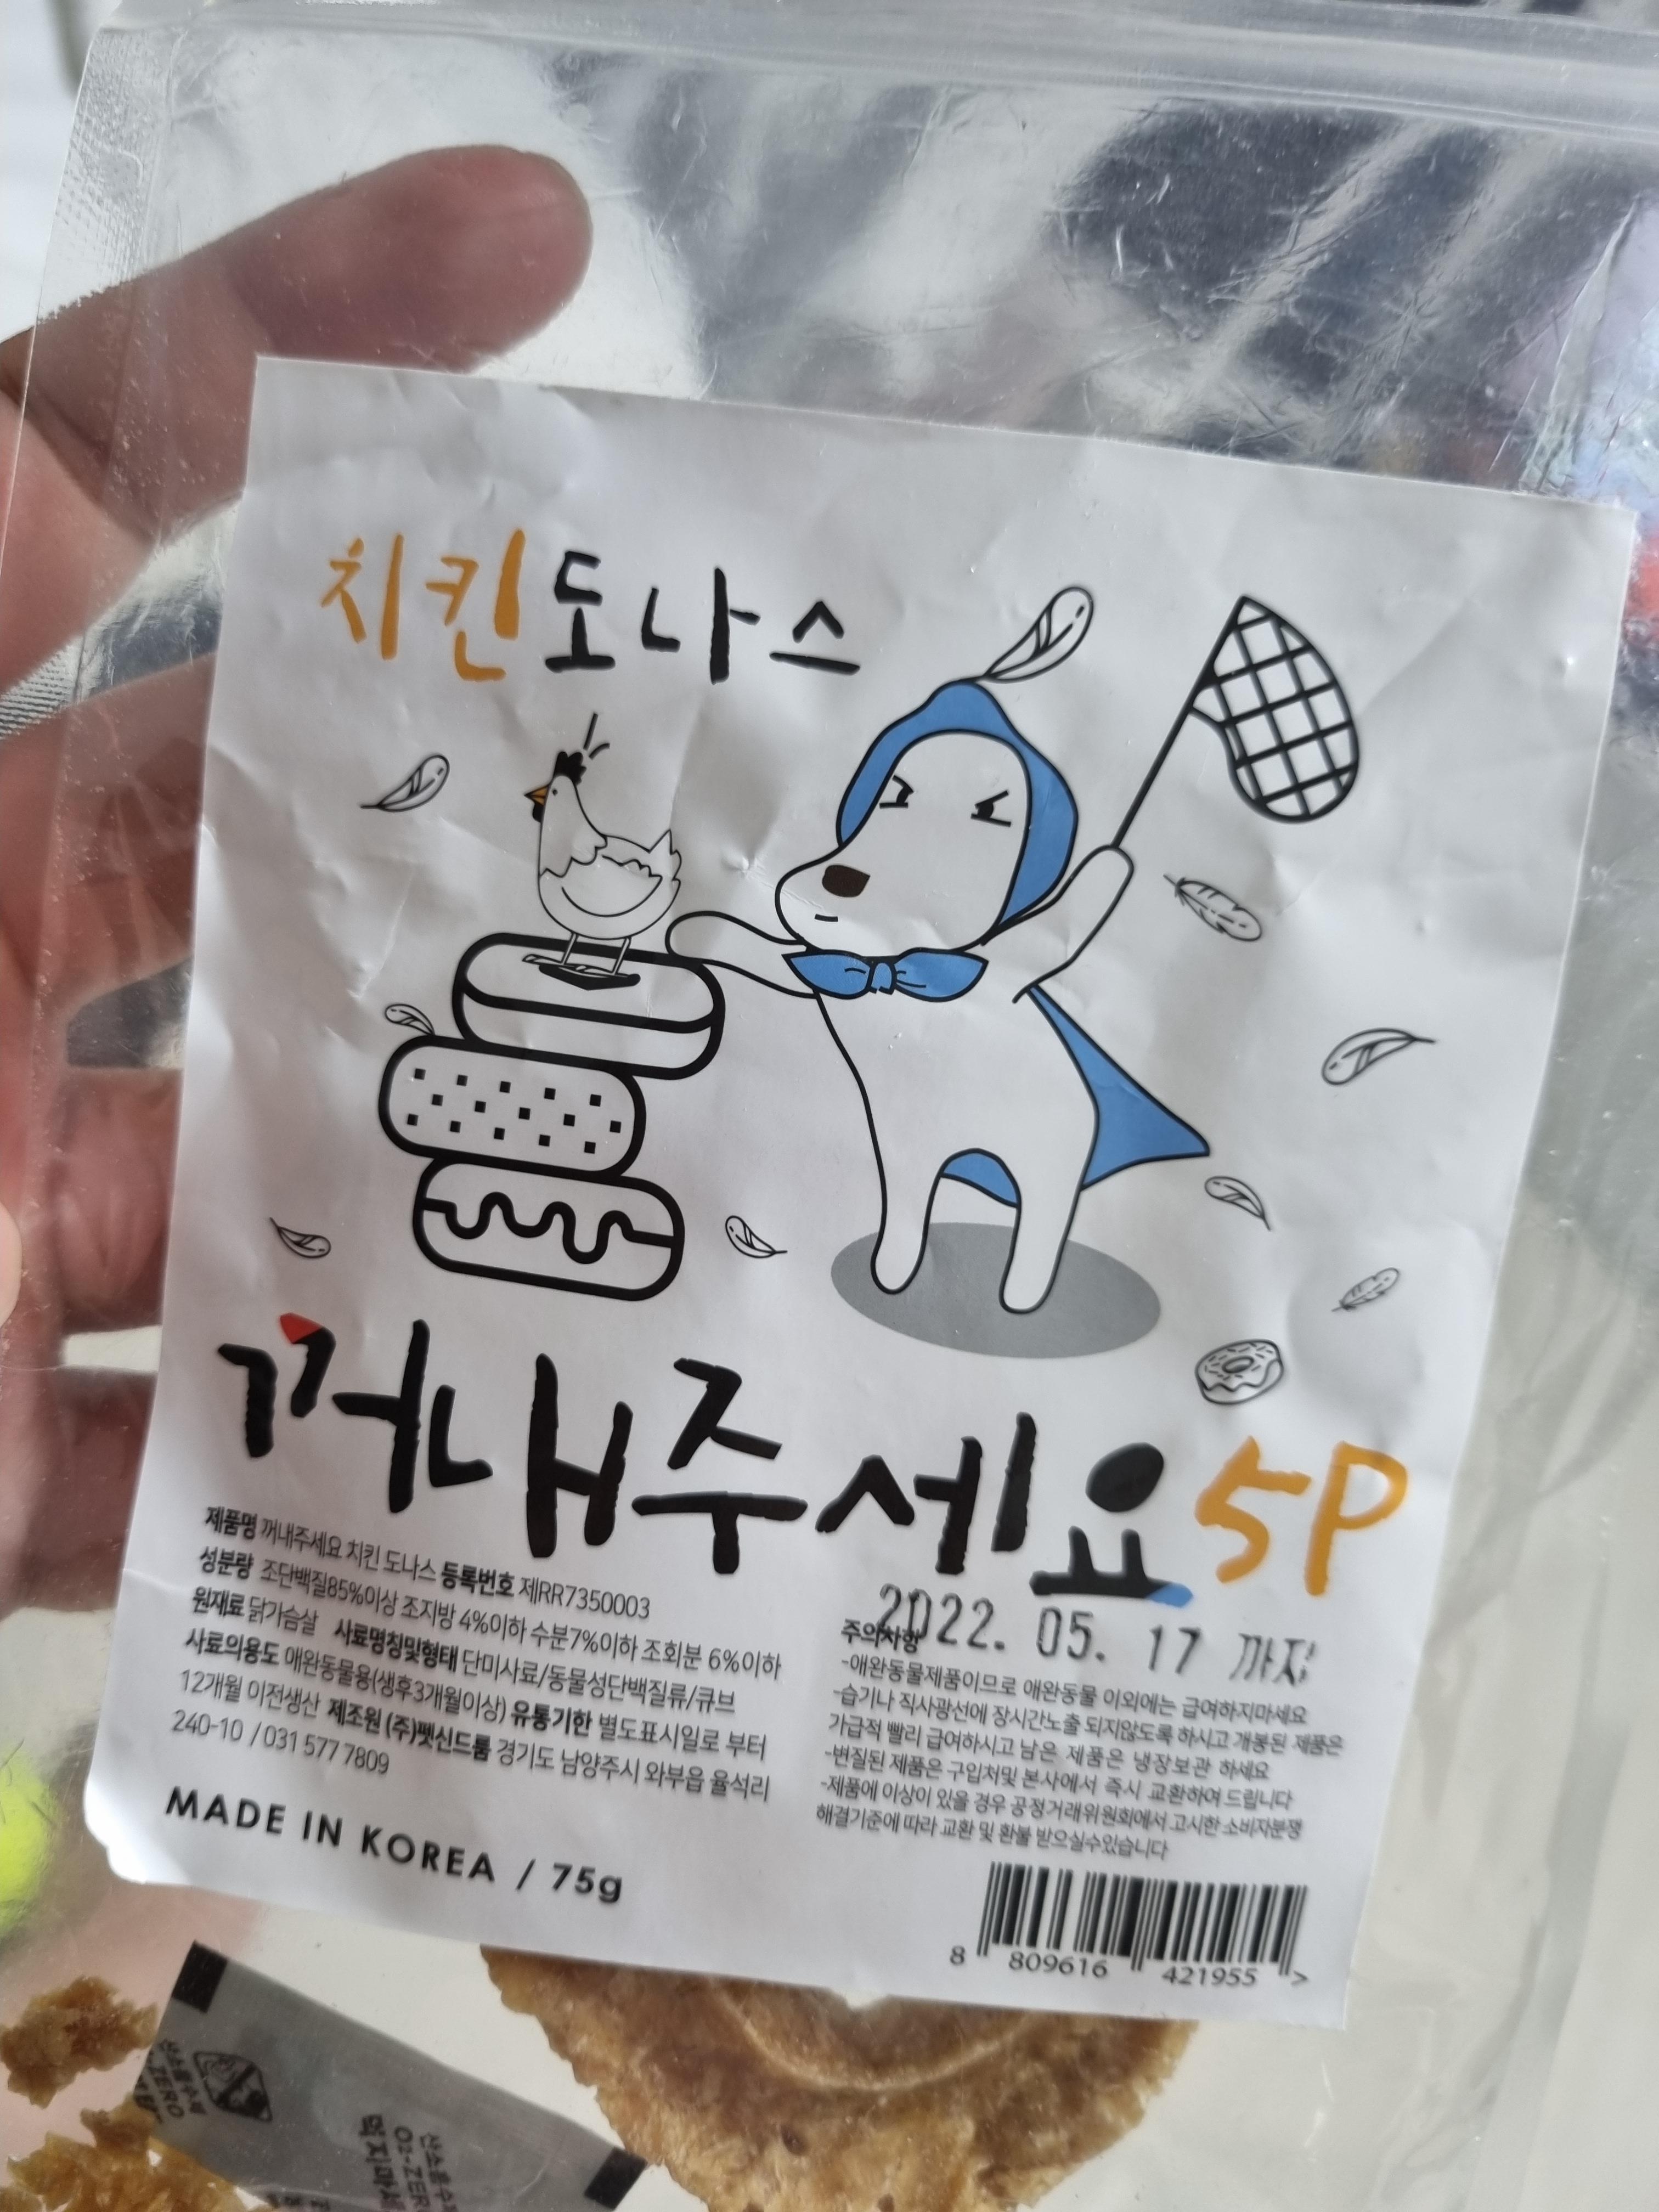 치킨도나스
꺼내주세요5P
제품명 꺼내주세요 치킨 도나스 등록번호 제RR7350003
성분량 조단백질85%이상 조지방 4%이하 수분7%이하 조회분 6%이하
원재료 닭가슴살 사료명칭및형태 단미사료/동물성단백질류/큐브
사료의용도 애완동물용(생후3개월이상) 유통기한 별도표시일로 부터
12개월 이전생산 제조원 (주)펫신드룸 경기도 남양주시 와부읍 율석리
240-10 / 031 577 7809
MADE IN KOREA / 75g
2022. 05. 17 까지
주의사항
-애완동물제품이므로 애완동물 이외에는 급여하지마세요
-습기나 직사광선에 장시간노출 되지않도록 하시고 개봉된 제품은
가급적 빨리 급여하시고 남은 제품은 냉장보관 하세요
-변질된 제품은 구입처및 본사에서 즉시 교환하여 드립니다
-제품에 이상이 있을 경우 공정거래위원회에서 고시한 소비자분쟁
해결기준에 따라 교환 및 환불 받으실수있습니다
8 809616 421955 >
산소흡수제